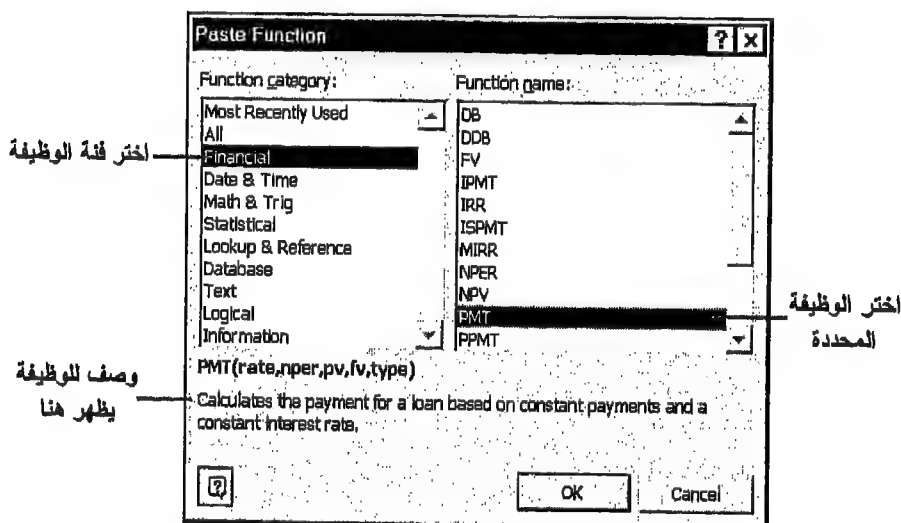 Paste Function
Function category:
Most Recently Used
All
Financial
Date & Time
Math & Trig
Statistical
Lookup & Reference
Database
Text
Logical
Information
Function name:
DB
DDB
FV
IPMT
IRR
ISPMT
MIRR
NPER
NPV
PMT
PPMT
PMT(rate,nper,pv,fv,type)
Calculates the payment for a loan based on constant payments and a
constant interest rate.
OK
Cancel
اختر فئة الوظيفة
اختر الوظيفة
المحددة
وصف للوظيفة
يظهر هنا